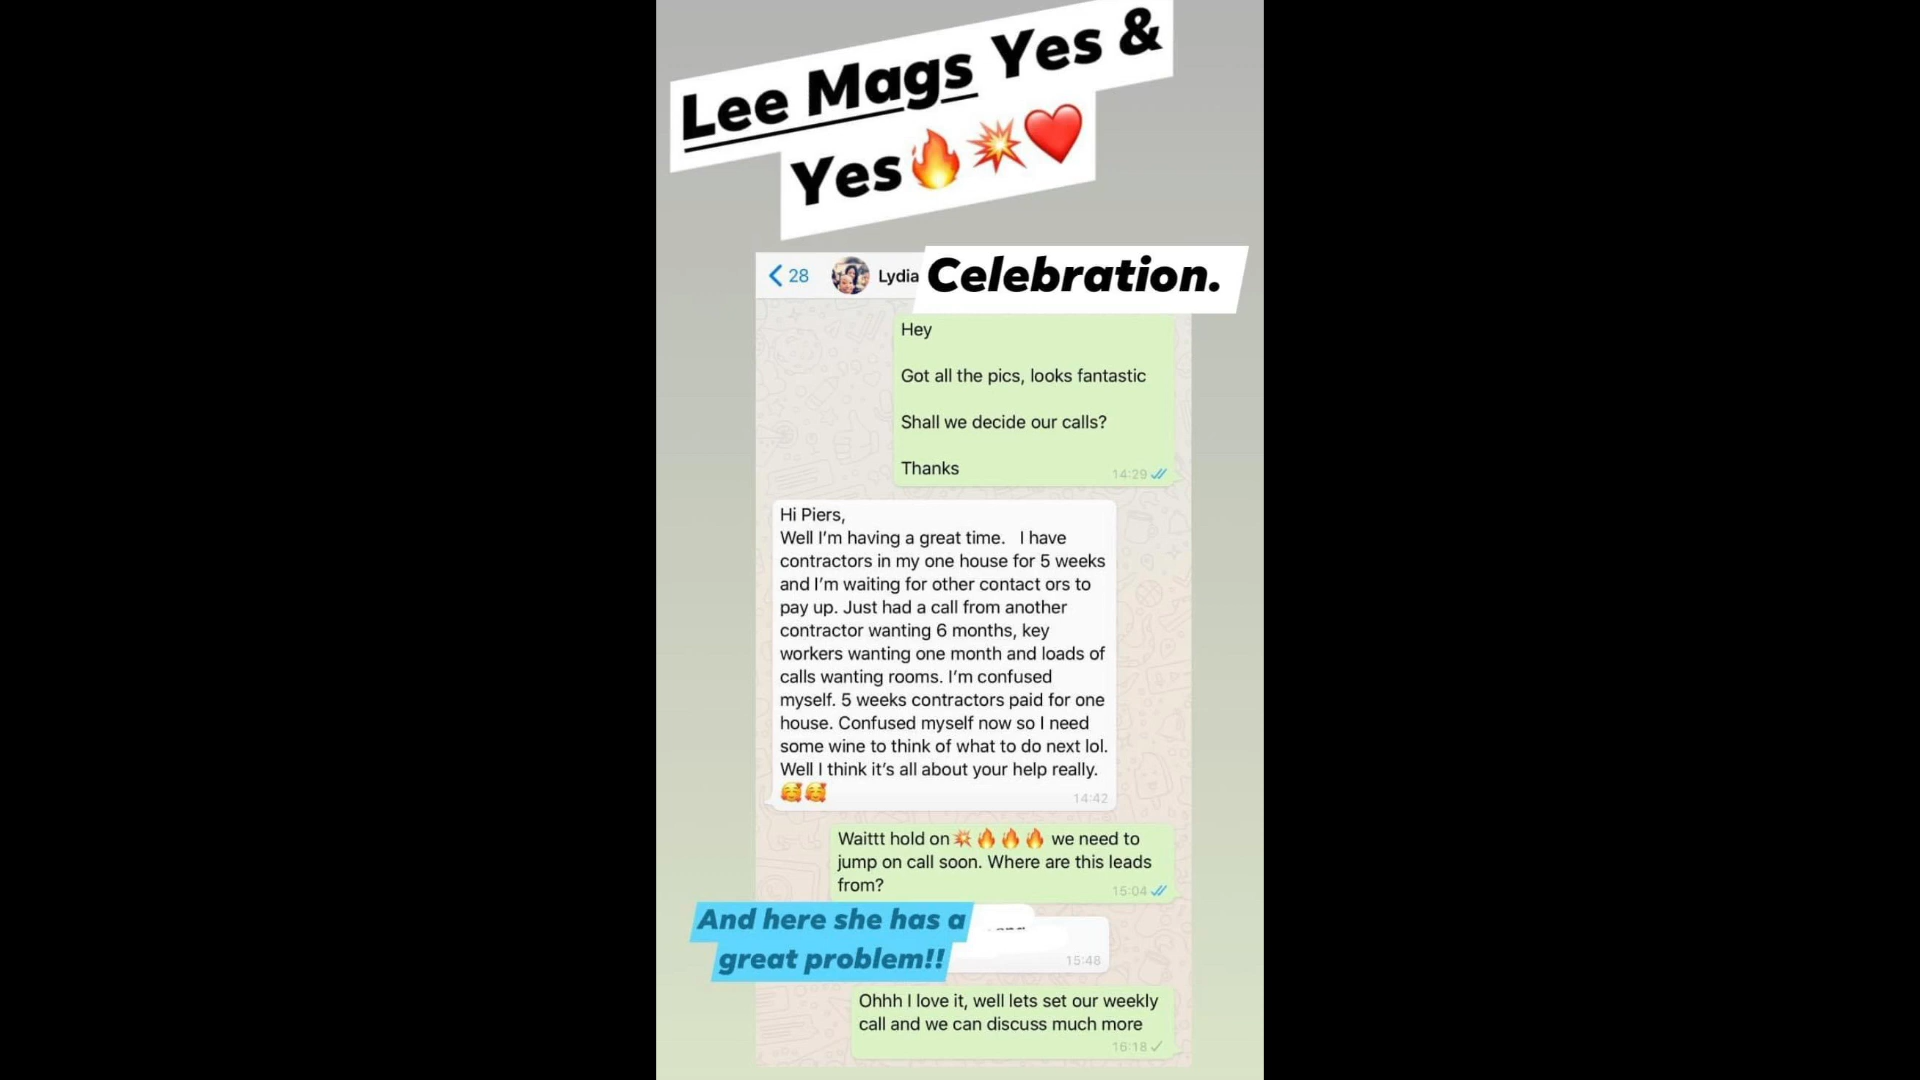 Lee Mags Yes &
Yes🔥💥❤️
28
Lydia
Celebration.
Hey
Got all the pics, looks fantastic
Shall we decide our calls?
Thanks
14:29
Hi Piers,
Well I'm having a great time. I have
contractors in my one house for 5 weeks
and I'm waiting for other contact ors to
pay up. Just had a call from another
contractor wanting 6 months, key
workers wanting one month and loads of
calls wanting rooms. I'm confused
myself. 5 weeks contractors paid for one
house. Confused myself now so I need
some wine to think of what to do next lol.
Well I think it's all about your help really.
🥰🥰
14:42
Waittt hold on💥🔥🔥🔥 we need to
jump on call soon. Where are this leads
from?
15:04
And here she has a
great problem!!
15:48
Ohhh I love it, well lets set our weekly
call and we can discuss much more
16:18